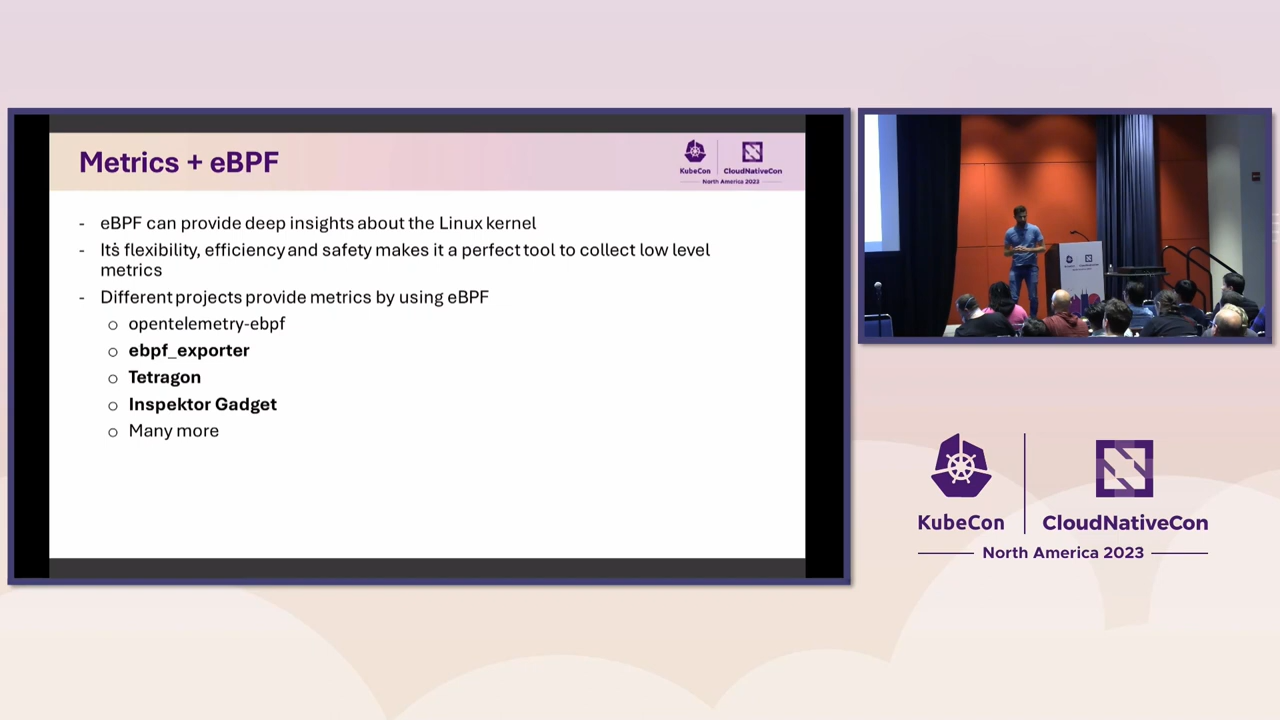 Metrics + eBPF
KubeCon
CloudNativeCon
North America 2023
- eBPF can provide deep insights about the Linux kernel
- It's flexibility, efficiency and safety makes it a perfect tool to collect low level
metrics
- Different projects provide metrics by using eBPF
o opentelemetry-ebpf
o ebpf_exporter
o Tetragon
o Inspektor Gadget
o Many more
KubeCon
CloudNativeCon
North America 2023